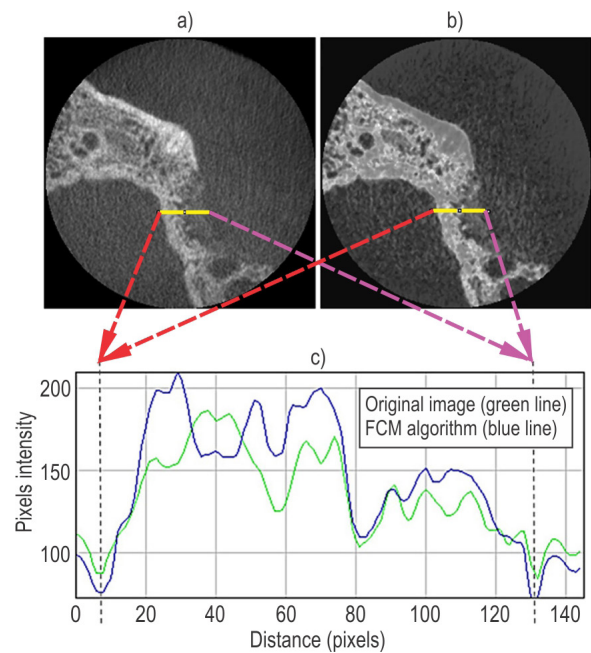 a) b)
c)
200
150
100
Pixels intensity
Original image (green line)
FCM algorithm (blue line)
0 20 40 60 80 100 120 140
Distance (pixels)